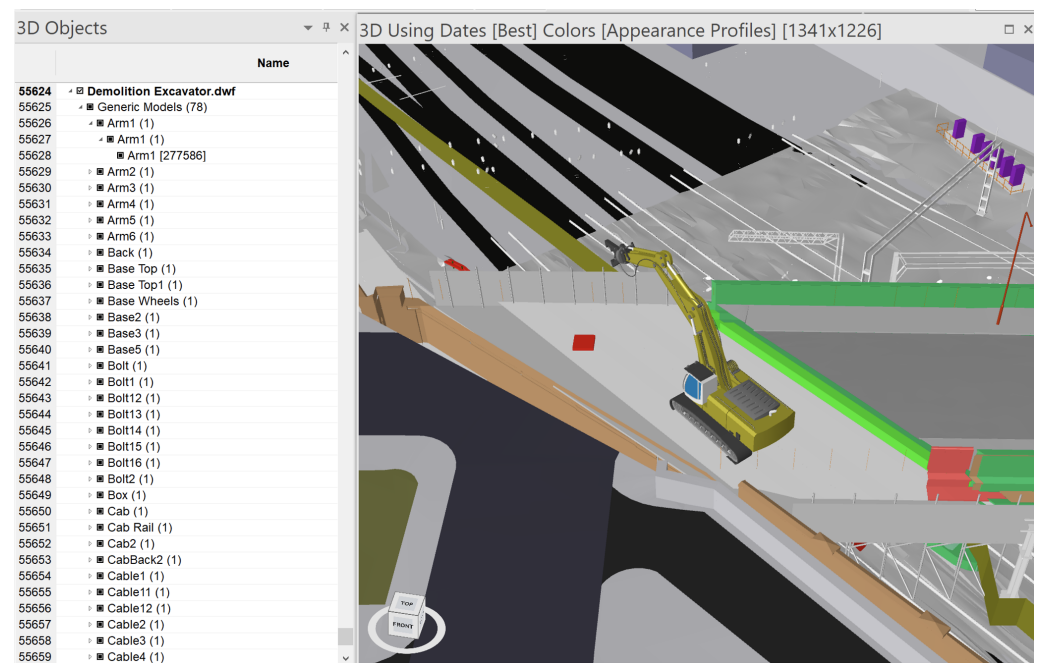 3D Objects
Name
55624 Demolition Excavator.dwf
55625 Generic Models (78)
55626 Arm1 (1)
55627 Arm1 (1)
55628 Arm1 [277586]
55629 Arm2 (1)
55630 Arm3 (1)
55631 Arm4 (1)
55632 Arm5 (1)
55633 Arm6 (1)
55634 Back (1)
55635 Base Top (1)
55636 Base Top1 (1)
55637 Base Wheels (1)
55638 Base2 (1)
55639 Base3 (1)
55640 Base5 (1)
55641 Bolt (1)
55642 Bolt1 (1)
55643 Bolt12 (1)
55644 Bolt13 (1)
55645 Bolt14 (1)
55646 Bolt15 (1)
55647 Bolt16 (1)
55648 Bolt2 (1)
55649 Box (1)
55650 Cab (1)
55651 Cab Rail (1)
55652 Cab2 (1)
55653 CabBack2 (1)
55654 Cable1 (1)
55655 Cable11 (1)
55656 Cable12 (1)
55657 Cable2 (1)
55658 Cable3 (1)
55659 Cable4 (1)
3D Using Dates [Best] Colors [Appearance Profiles] [1341x1226]
TOP
FRONT